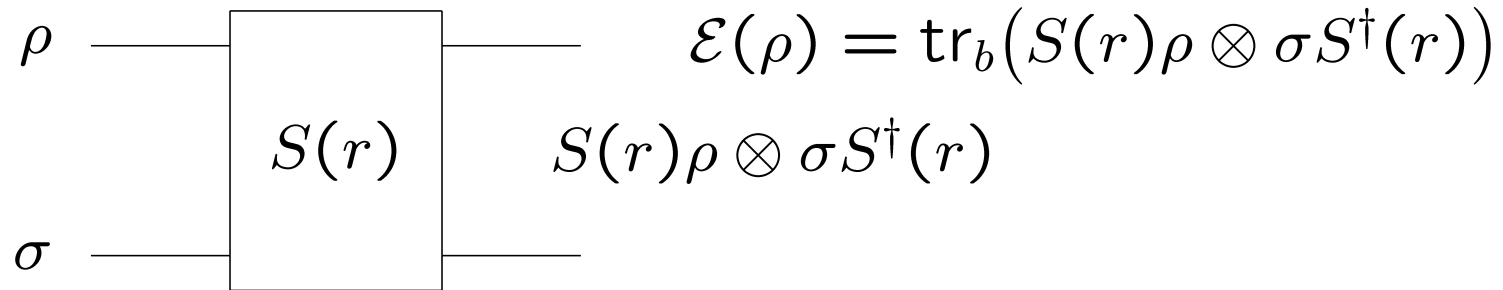 ρ
ℰ(ρ) = tr_b(S(r)ρ ⊗ σS†(r))
S(r)
S(r)ρ ⊗ σS†(r)
σ